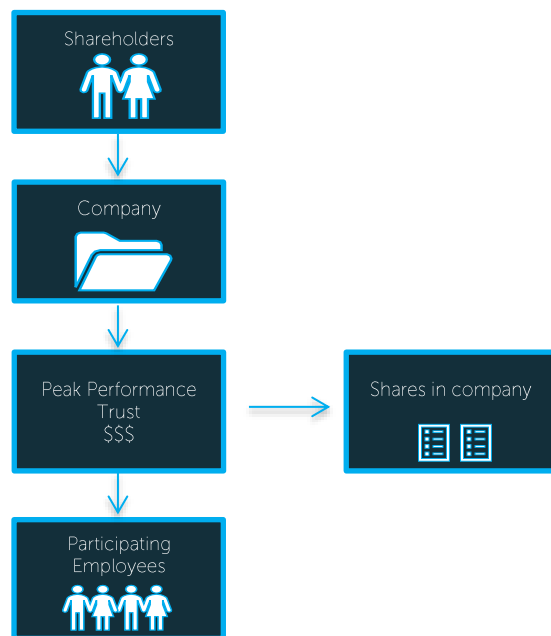 Shareholders
Company
Peak Performance
Trust
$$$
Shares in company
Participating
Employees